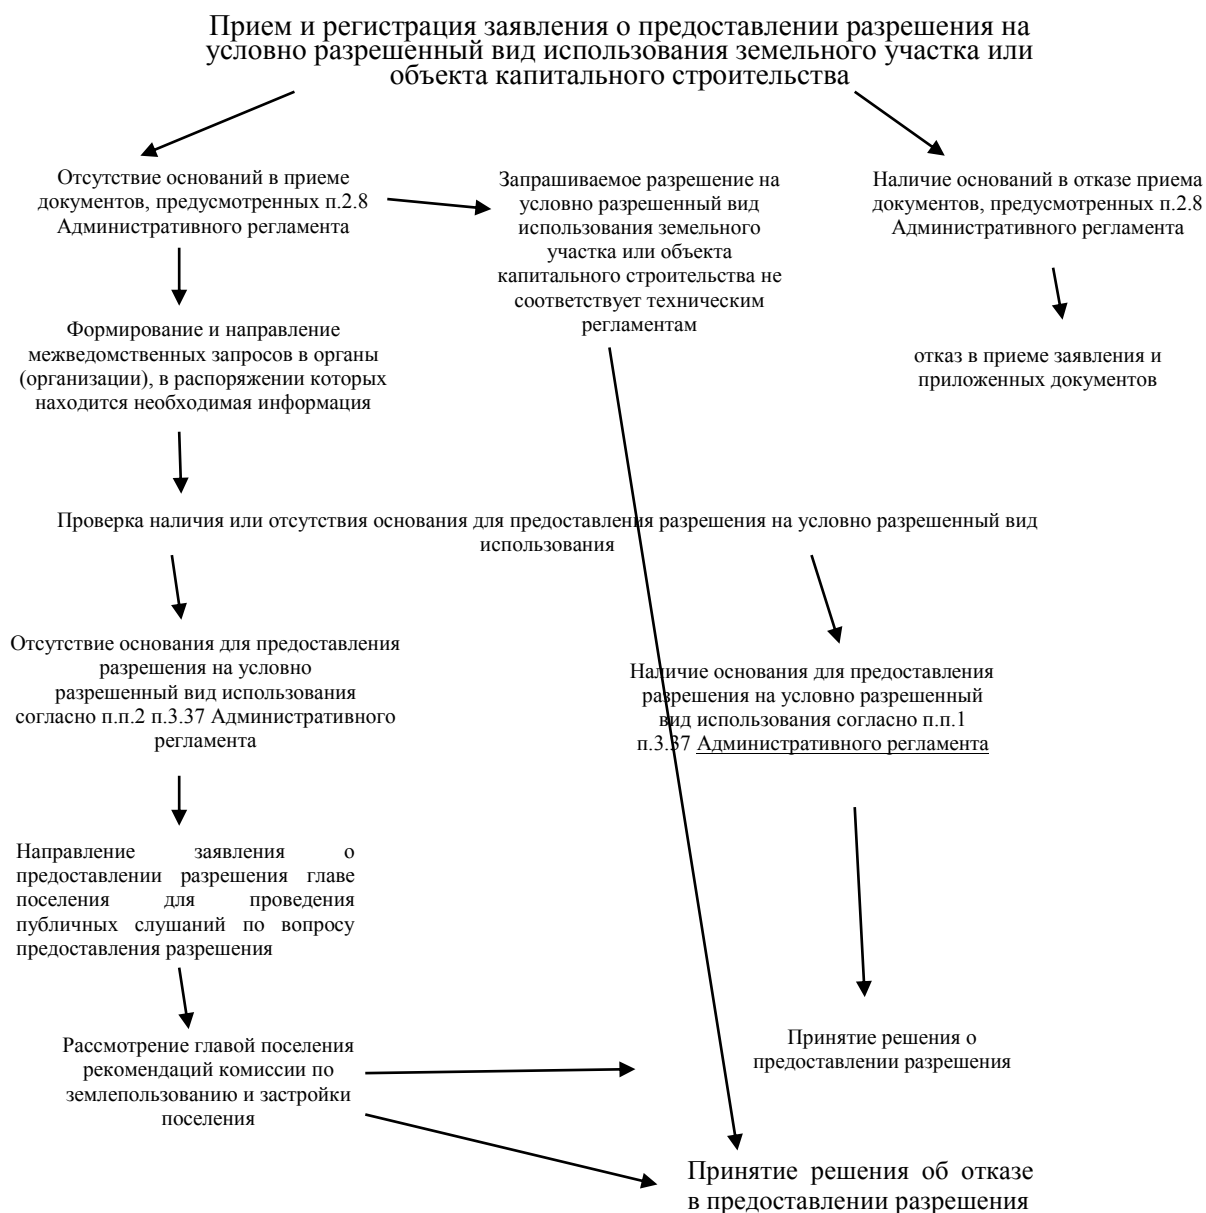 Прием и регистрация заявления о предоставлении разрешения на
условно разрешенный вид использования земельного участка или
объекта капитального строительства
Отсутствие оснований в приеме
документов, предусмотренных п.2.8
Административного регламента
Запрашиваемое разрешение на
условно разрешенный вид
использования земельного
участка или объекта
капитального строительства не
соответствует техническим
регламентам
Наличие оснований в отказе приема
документов, предусмотренных п.2.8
Административного регламента
Формирование и направление
межведомственных запросов в органы
(организации), в распоряжении которых
находится необходимая информация
отказ в приеме заявления и
приложенных документов
Проверка наличия или отсутствия основания для предоставления разрешения на условно разрешенный вид
использования
Отсутствие основания для предоставления
разрешения на условно
разрешенный вид использования
согласно п.п.2 п.3.37 Административного
регламента
Наличие основания для предоставления
разрешения на условно разрешенный
вид использования согласно п.п.1
п.3.37 Административного регламента
Направление заявления о
предоставлении разрешения главе
поселения для проведения
публичных слушаний по вопросу
предоставления разрешения
Рассмотрение главой поселения
рекомендаций комиссии по
землепользованию и застройки
поселения
Принятие решения о
предоставлении разрешения
Принятие решения об отказе
в предоставлении разрешения